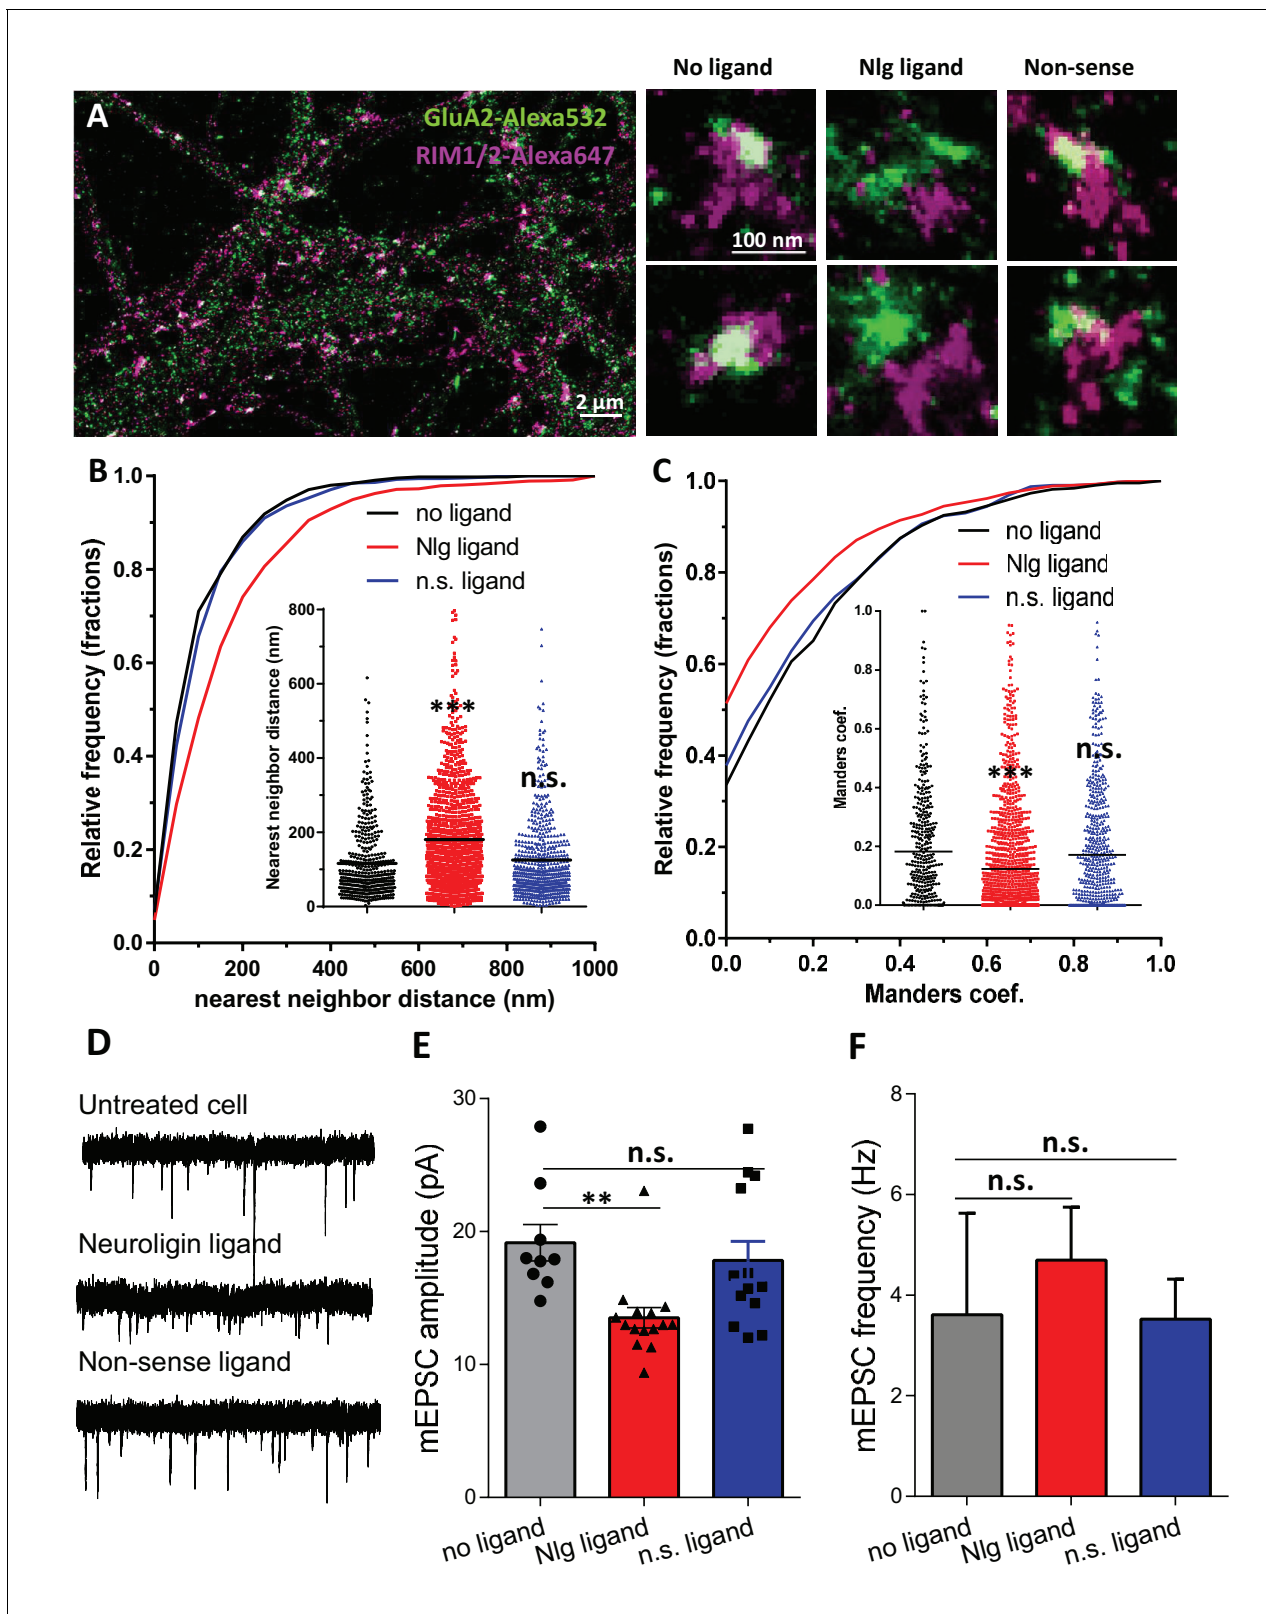 No ligand
Nlg ligand
Non-sense
A
GluA2-Alexa532
RIM1/2-Alexa647
2 µm
100 nm
B
Relative frequency (fractions)
1.0
0.8
0.6
0.4
0.2
0.0
0
200
400
600
800
1000
nearest neighbor distance (nm)
no ligand
Nlg ligand
n.s. ligand
Nearest neighbor distance (nm)
800
600
400
200
100
0
***
n.s.
C
Relative frequency (fractions)
1.0
0.8
0.6
0.4
0.2
0.0
0.0
0.2
0.4
0.6
0.8
1.0
Manders coef.
no ligand
Nlg ligand
n.s. ligand
Manders coef.
1.0
0.8
0.6
0.4
0.2
0.0
***
n.s.
D
Untreated cell
Neuroligin ligand
Non-sense ligand
E
mEPSC amplitude (pA)
30
20
10
0
n.s.
**
no ligand
Nlg ligand
n.s. ligand
F
mEPSC frequency (Hz)
8
6
4
2
0
n.s.
n.s.
no ligand
Nlg ligand
n.s. ligand